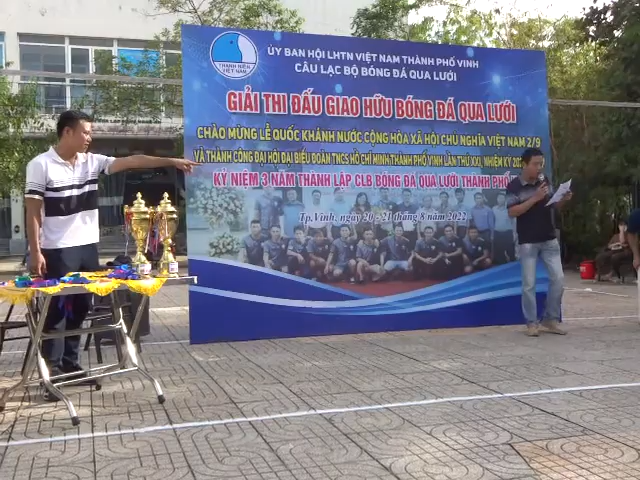 THANH NIÊN
VIỆT NAM
ỦY BAN HỘI LHTN VIỆT NAM THÀNH PHỐ VINH
CÂU LẠC BỘ BÓNG ĐÁ QUA LƯỚI
GIẢI THI ĐẤU GIAO HỮU BÓNG ĐÁ QUA LƯỚI
CHÀO MỪNG LỄ QUỐC KHÁNH NƯỚC CỘNG HÒA XÃ HỘI CHỦ NGHĨA VIỆT NAM 2/9
VÀ THÀNH CÔNG ĐẠI HỘI ĐẠI BIỂU ĐOÀN TNCS HỒ CHÍ MINH THÀNH PHỐ VINH LẦN THỨ XXI, NHIỆM KỲ
KỶ NIỆM 3 NĂM THÀNH LẬP CLB BÓNG ĐÁ QUA LƯỚI THÀNH PHỐ
Tp.Vinh, ngày 20 - 21 tháng 8 năm 2022